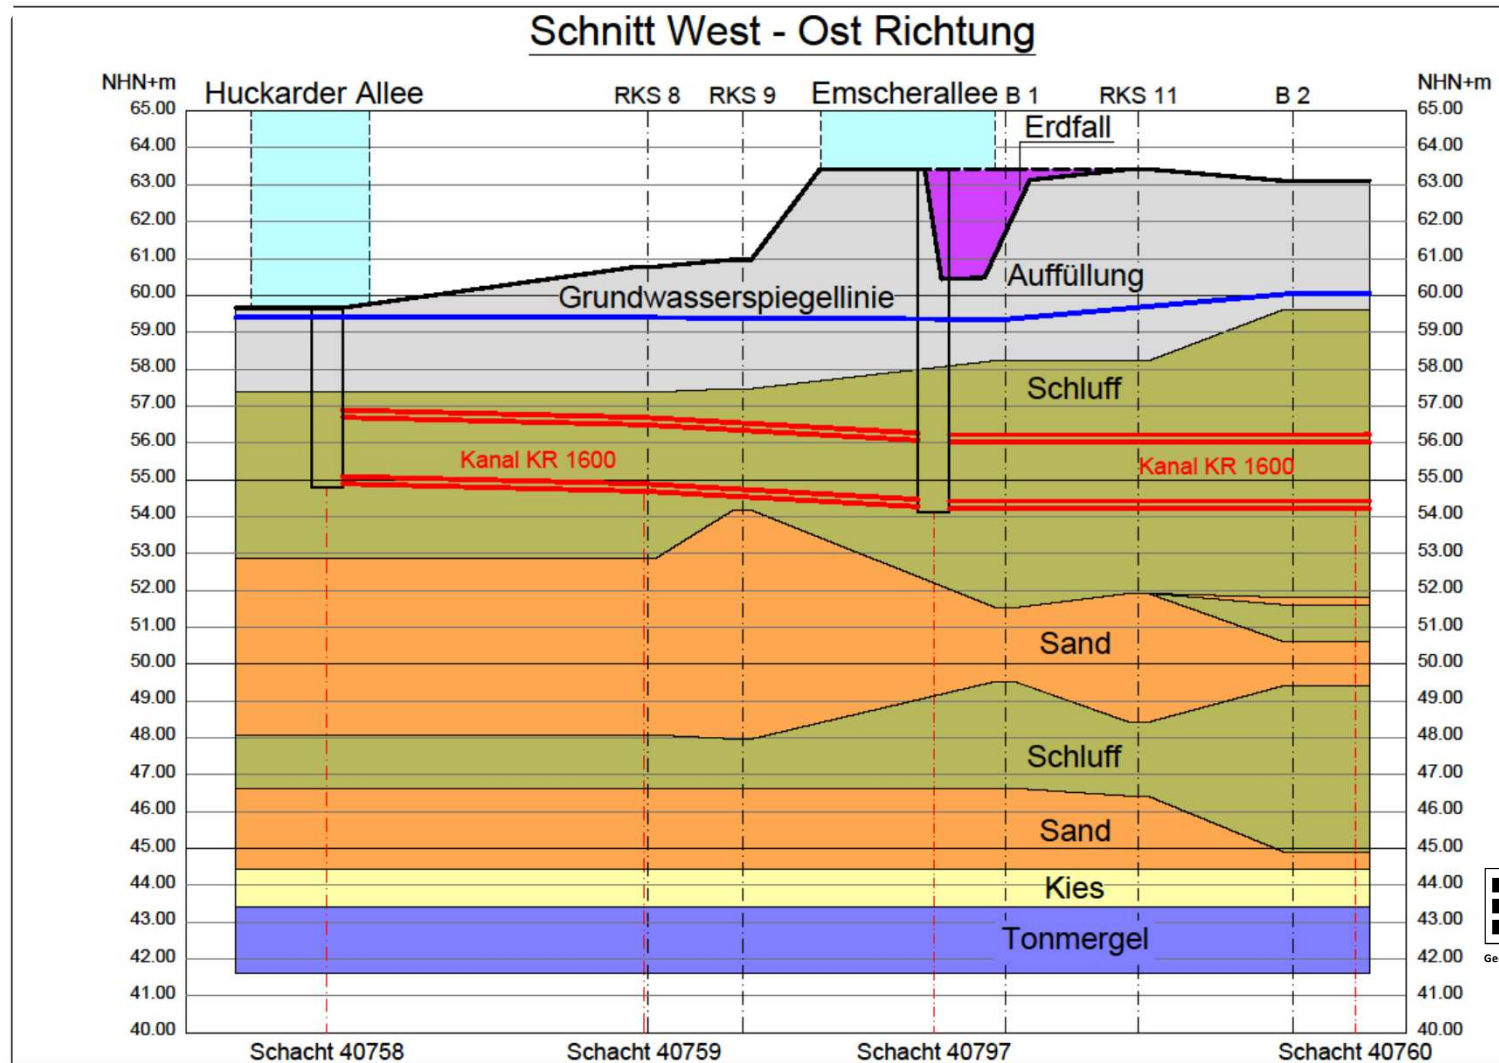 Schnitt West - Ost Richtung
NHN+m Huckarder Allee RKS 8 RKS 9 Emscherallee B 1 RKS 11 B 2 NHN+m
65.00 65.00
Erdfall
64.00 64.00
63.00 63.00
62.00 62.00
61.00 61.00
Auffüllung
60.00 Grundwasserspiegellinie 60.00
59.00 59.00
58.00 58.00
Schluff
57.00 57.00
56.00 56.00
Kanal KR 1600 Kanal KR 1600
55.00 55.00
54.00 54.00
53.00 53.00
52.00 52.00
51.00 51.00
Sand
50.00 50.00
49.00 49.00
48.00 48.00
Schluff
47.00 47.00
46.00 46.00
Sand
45.00 45.00
44.00 Kies 44.00
43.00 43.00
Tonmergel
42.00 42.00
41.00 41.00
40.00 40.00
Schacht 40758 Schacht 40759 Schacht 40797 Schacht 40760